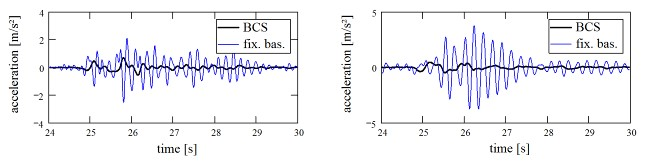 4
2
0
−2
−4
acceleration [m/s²]
BCS
fix. bas.
24 25 26 27 28 29 30
time [s]
5
0
−5
acceleration [m/s²]
BCS
fix. bas.
24 25 26 27 28 29 30
time [s]